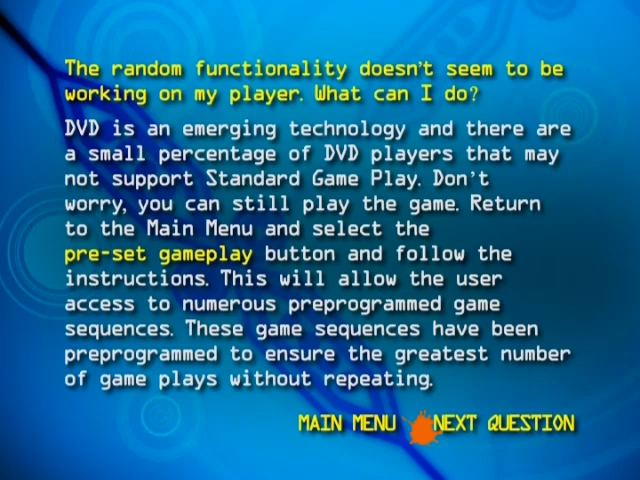 The random functionality doesn't seem to be
working on my player. What can I do?
DVD is an emerging technology and there are
a small percentage of DVD players that may
not support Standard Game Play. Don't
worry, you can still play the game. Return
to the Main Menu and select the
pre-set gameplay button and follow the
instructions. This will allow the user
access to numerous preprogrammed game
sequences. These game sequences have been
preprogrammed to ensure the greatest number
of game plays without repeating.
MAIN MENU NEXT QUESTION